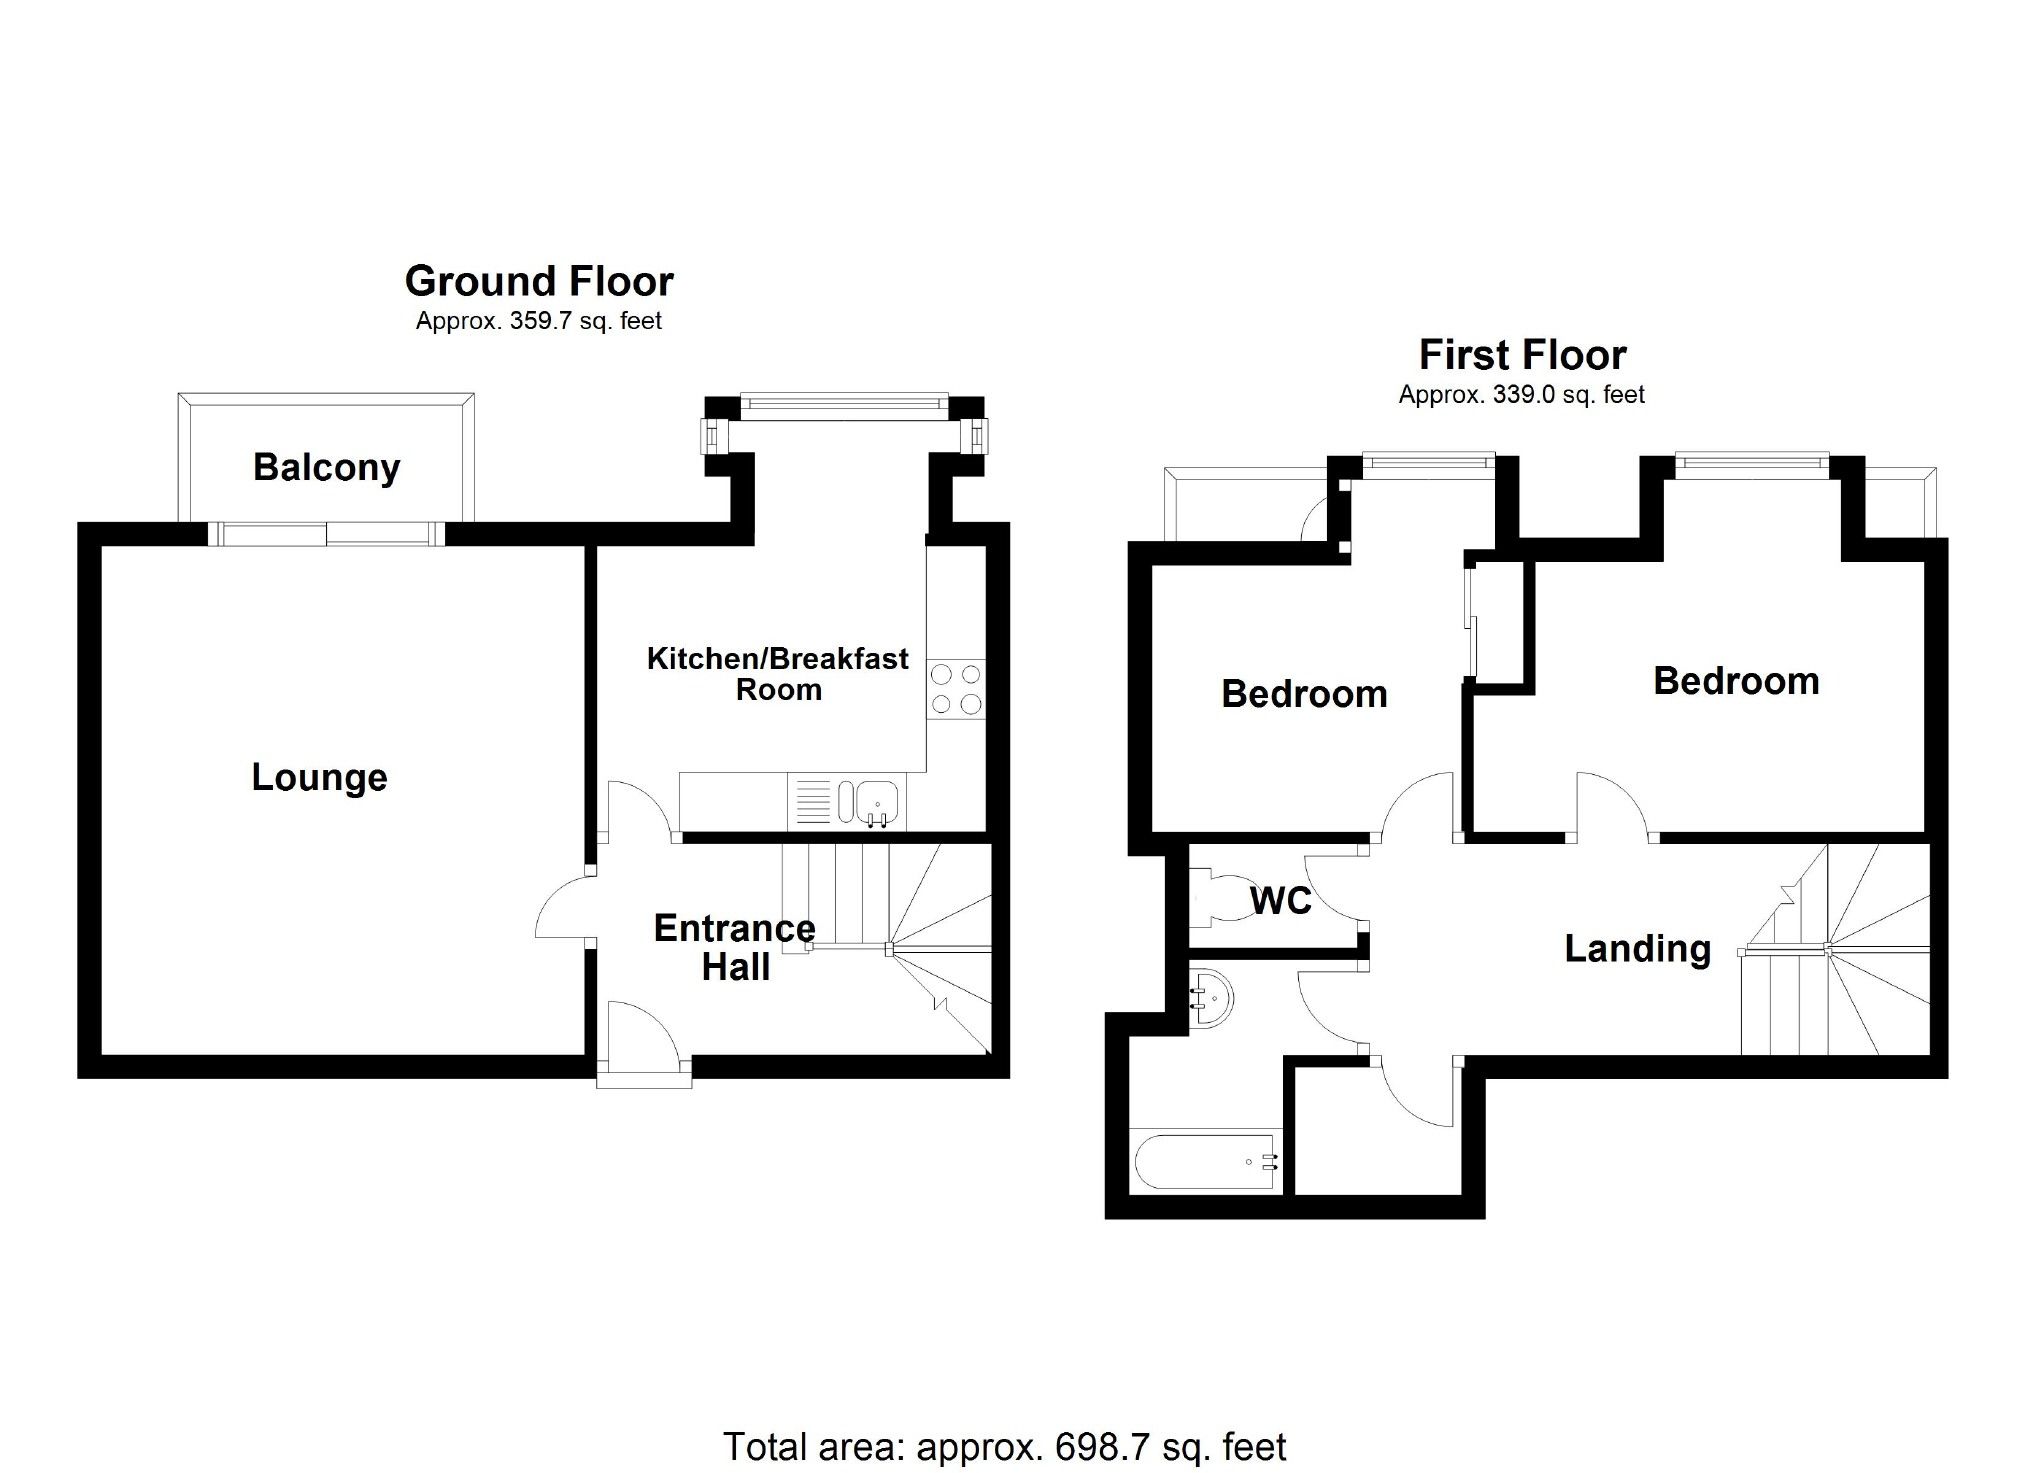 Ground Floor
Approx. 359.7 sq. feet
Balcony
Kitchen/Breakfast
Room
Lounge
Entrance
Hall
First Floor
Approx. 339.0 sq. feet
Bedroom
Bedroom
WC
Landing
Total area: approx. 698.7 sq. feet